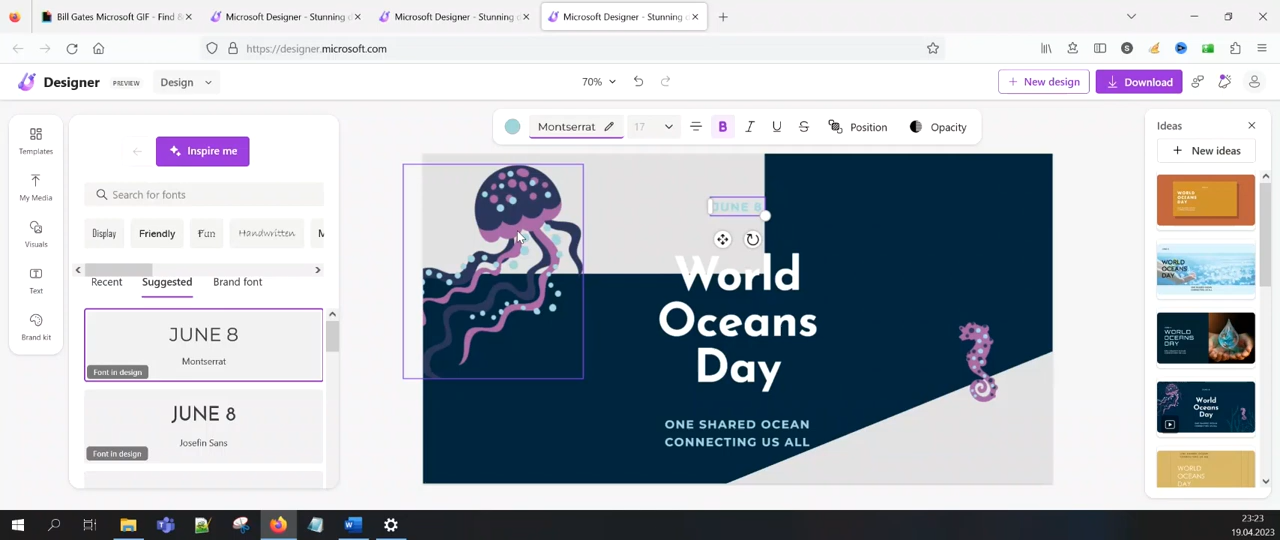 Bill Gates Microsoft GIF - Find &
Microsoft Designer - Stunning d
Microsoft Designer - Stunning d
Microsoft Designer - Stunning d
https://designer.microsoft.com
Designer PREVIEW Design
70%
New design
Download
Templates
My Media
Visuals
Text
Brand kit
Inspire me
Search for fonts
Display Friendly Fun Handwritten
Recent Suggested Brand font
JUNE 8
Montserrat
Font in design
JUNE 8
Josefin Sans
Font in design
Montserrat 17 B I U S Position Opacity
JUNE 8
World
Oceans
Day
ONE SHARED OCEAN
CONNECTING US ALL
Ideas
New ideas
WORLD
OCEANS
DAY
WORLD
OCEANS
DAY
WORLD
OCEANS
DAY
World
Oceans
Day
WORLD
OCEANS
DAY
23:23
19.04.2023